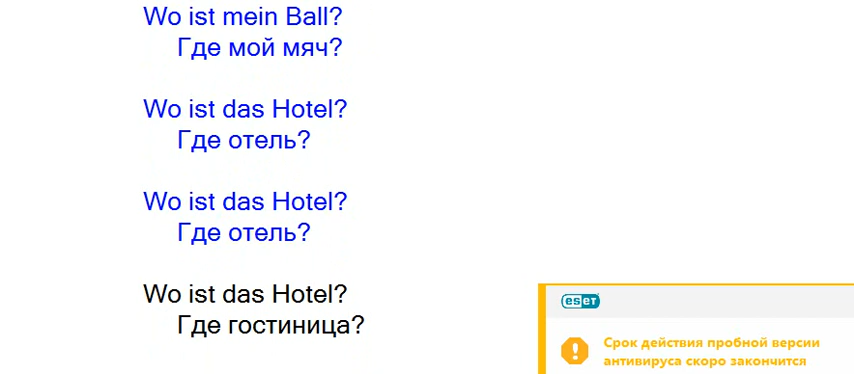 Wo ist mein Ball?
Где мой мяч?
Wo ist das Hotel?
Где отель?
Wo ist das Hotel?
Где отель?
Wo ist das Hotel?
Где гостиница?
eset
Срок действия пробной версии
антивируса скоро закончится